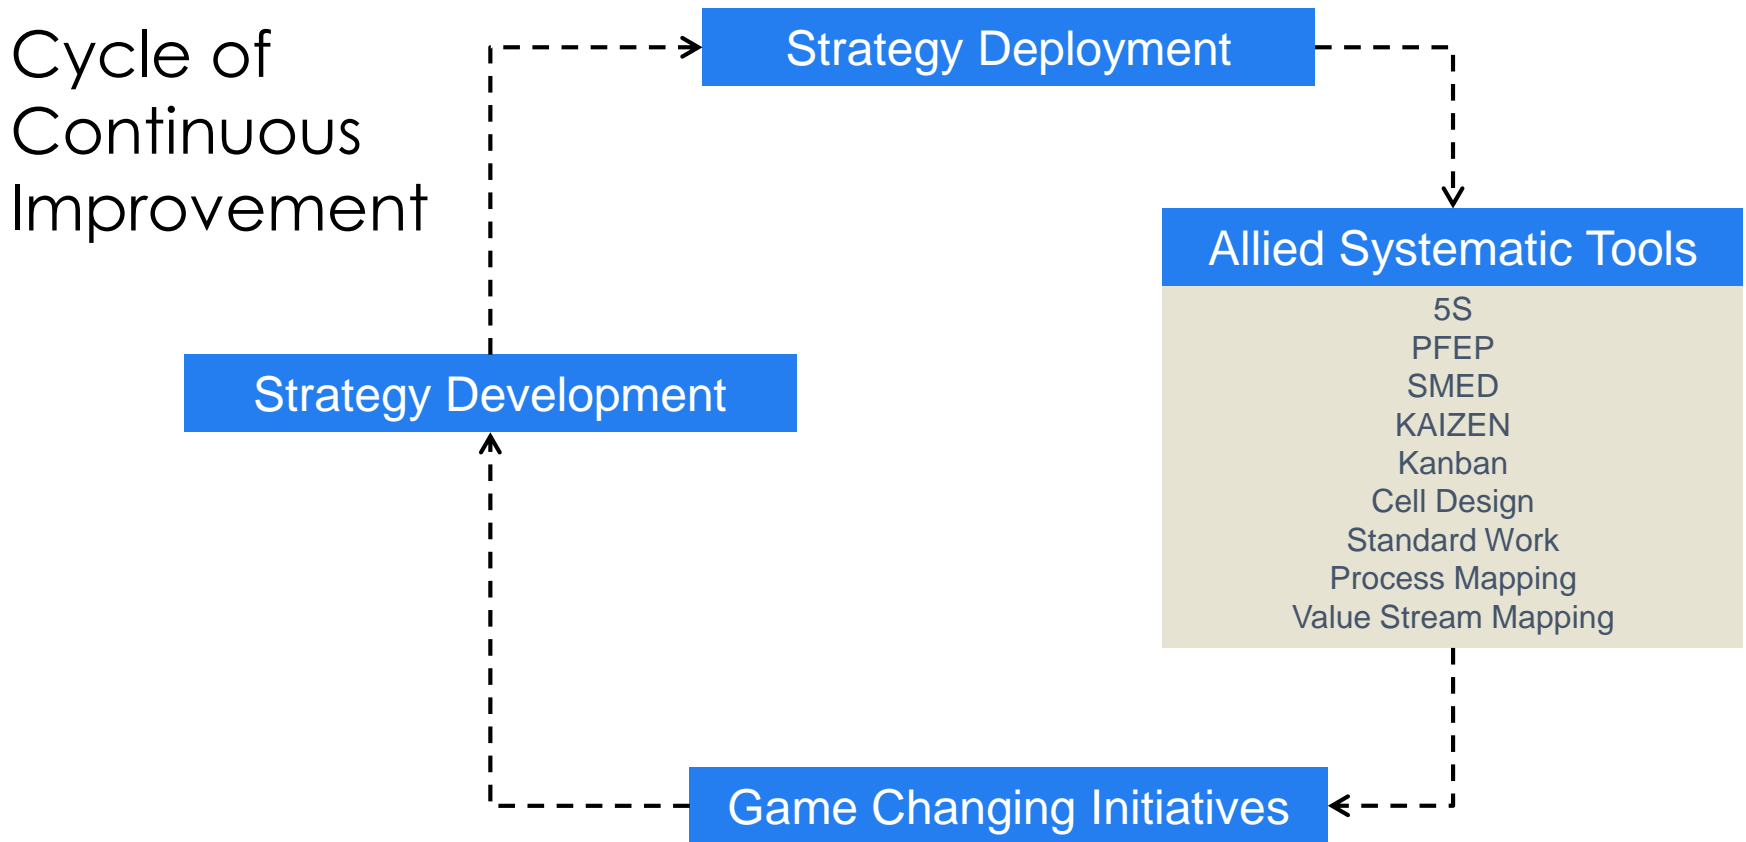 Cycle of
Continuous
Improvement
Strategy Deployment
Allied Systematic Tools
5S
PFEP
SMED
KAIZEN
Kanban
Cell Design
Standard Work
Process Mapping
Value Stream Mapping
Strategy Development
Game Changing Initiatives